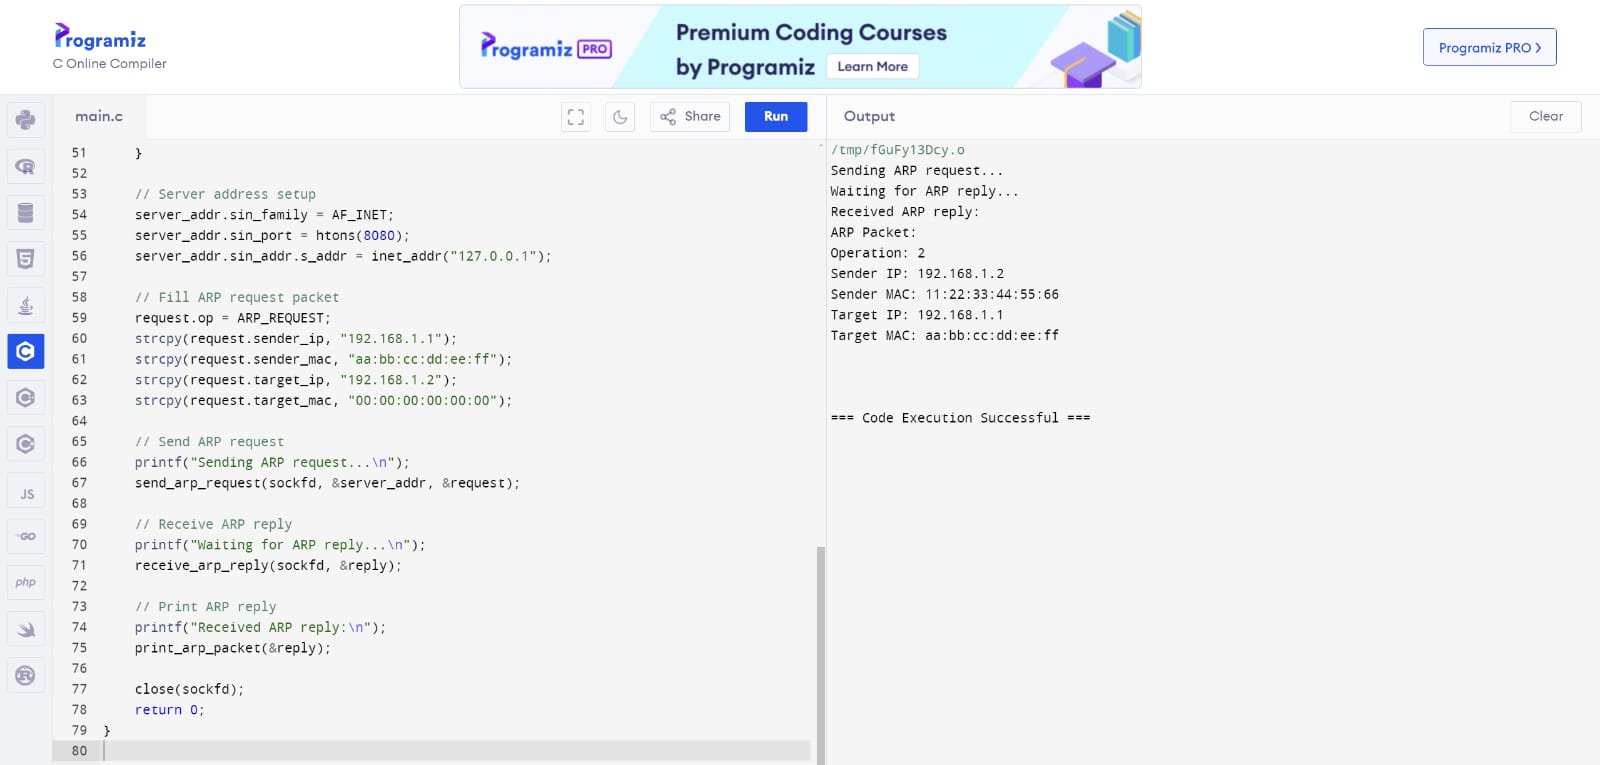 Programiz
C Online Compiler
Programiz PRO
Premium Coding Courses
by Programiz
Learn More
Programiz PRO
main.c
Share
Run
Output
Clear
51 }
52
53 // Server address setup
54 server_addr.sin_family = AF_INET;
55 server_addr.sin_port = htons(8080);
56 server_addr.sin_addr.s_addr = inet_addr("127.0.0.1");
57
58 // Fill ARP request packet
59 request.op = ARP_REQUEST;
60 strcpy(request.sender_ip, "192.168.1.1");
61 strcpy(request.sender_mac, "aa:bb:cc:dd:ee:ff");
62 strcpy(request.target_ip, "192.168.1.2");
63 strcpy(request.target_mac, "00:00:00:00:00:00");
64
65 // Send ARP request
66 printf("Sending ARP request...\n");
67 send_arp_request(sockfd, &server_addr, &request);
68
69 // Receive ARP reply
70 printf("Waiting for ARP reply...\n");
71 receive_arp_reply(sockfd, &reply);
72
73 // Print ARP reply
74 printf("Received ARP reply:\n");
75 print_arp_packet(&reply);
76
77 close(sockfd);
78 return 0;
79 }
80
/tmp/fGuFy13Dcy.o
Sending ARP request...
Waiting for ARP reply...
Received ARP reply:
ARP Packet:
Operation: 2
Sender IP: 192.168.1.2
Sender MAC: 11:22:33:44:55:66
Target IP: 192.168.1.1
Target MAC: aa:bb:cc:dd:ee:ff
=== Code Execution Successful ===
R
5
C
C
C
JS
GO
php
R